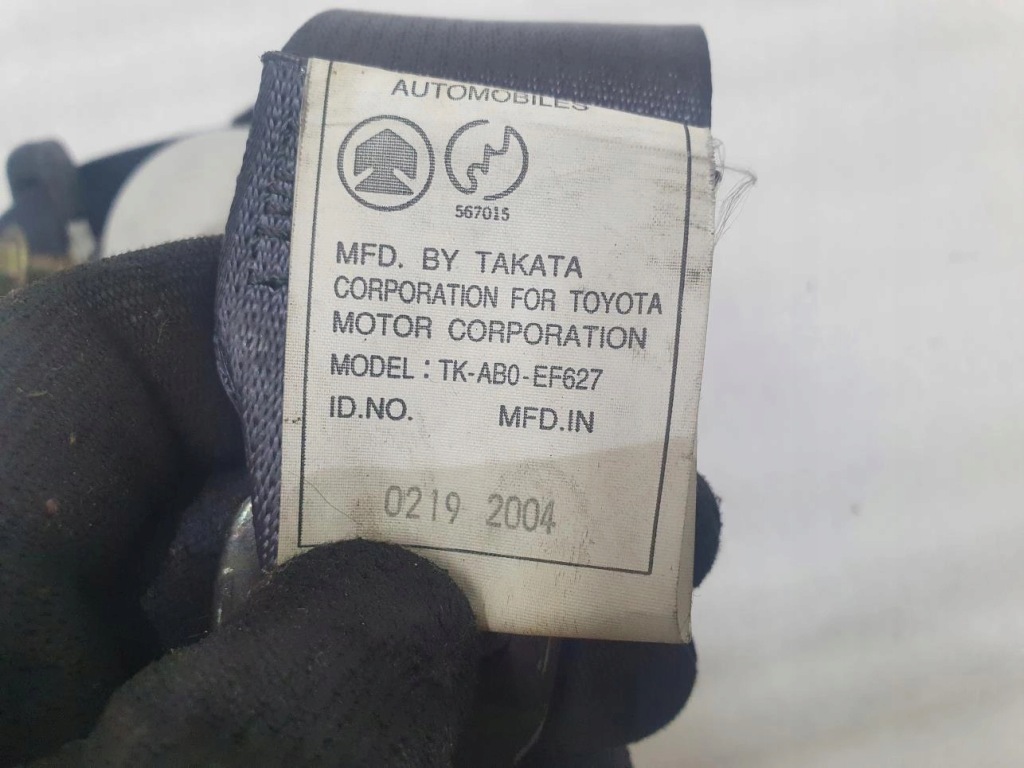 AUTOMOBILES
567015
MFD. BY TAKATA
CORPORATION FOR TOYOTA
MOTOR CORPORATION
MODEL : TK-AB0-EF627
ID.NO. MFD.IN
0219 2004